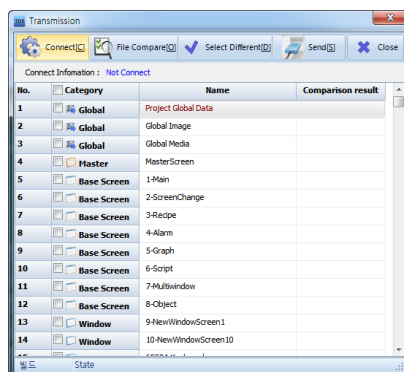 Transmission
Connect[C] File Compare[O] Select Different[D] Send[S] Close
Connect Infomation : Not Connect
No. Category Name Comparison result
1 Global Project Global Data
2 Global Global Image
3 Global Global Media
4 Master MasterScreen
5 Base Screen 1-Main
6 Base Screen 2-ScreenChange
7 Base Screen 3-Recipe
8 Base Screen 4-Alarm
9 Base Screen 5-Graph
10 Base Screen 6-Script
11 Base Screen 7-Multiwindow
12 Base Screen 8-Object
13 Window 9-NewWindowScreen1
14 Window 10-NewWindowScreen10
빌드 State